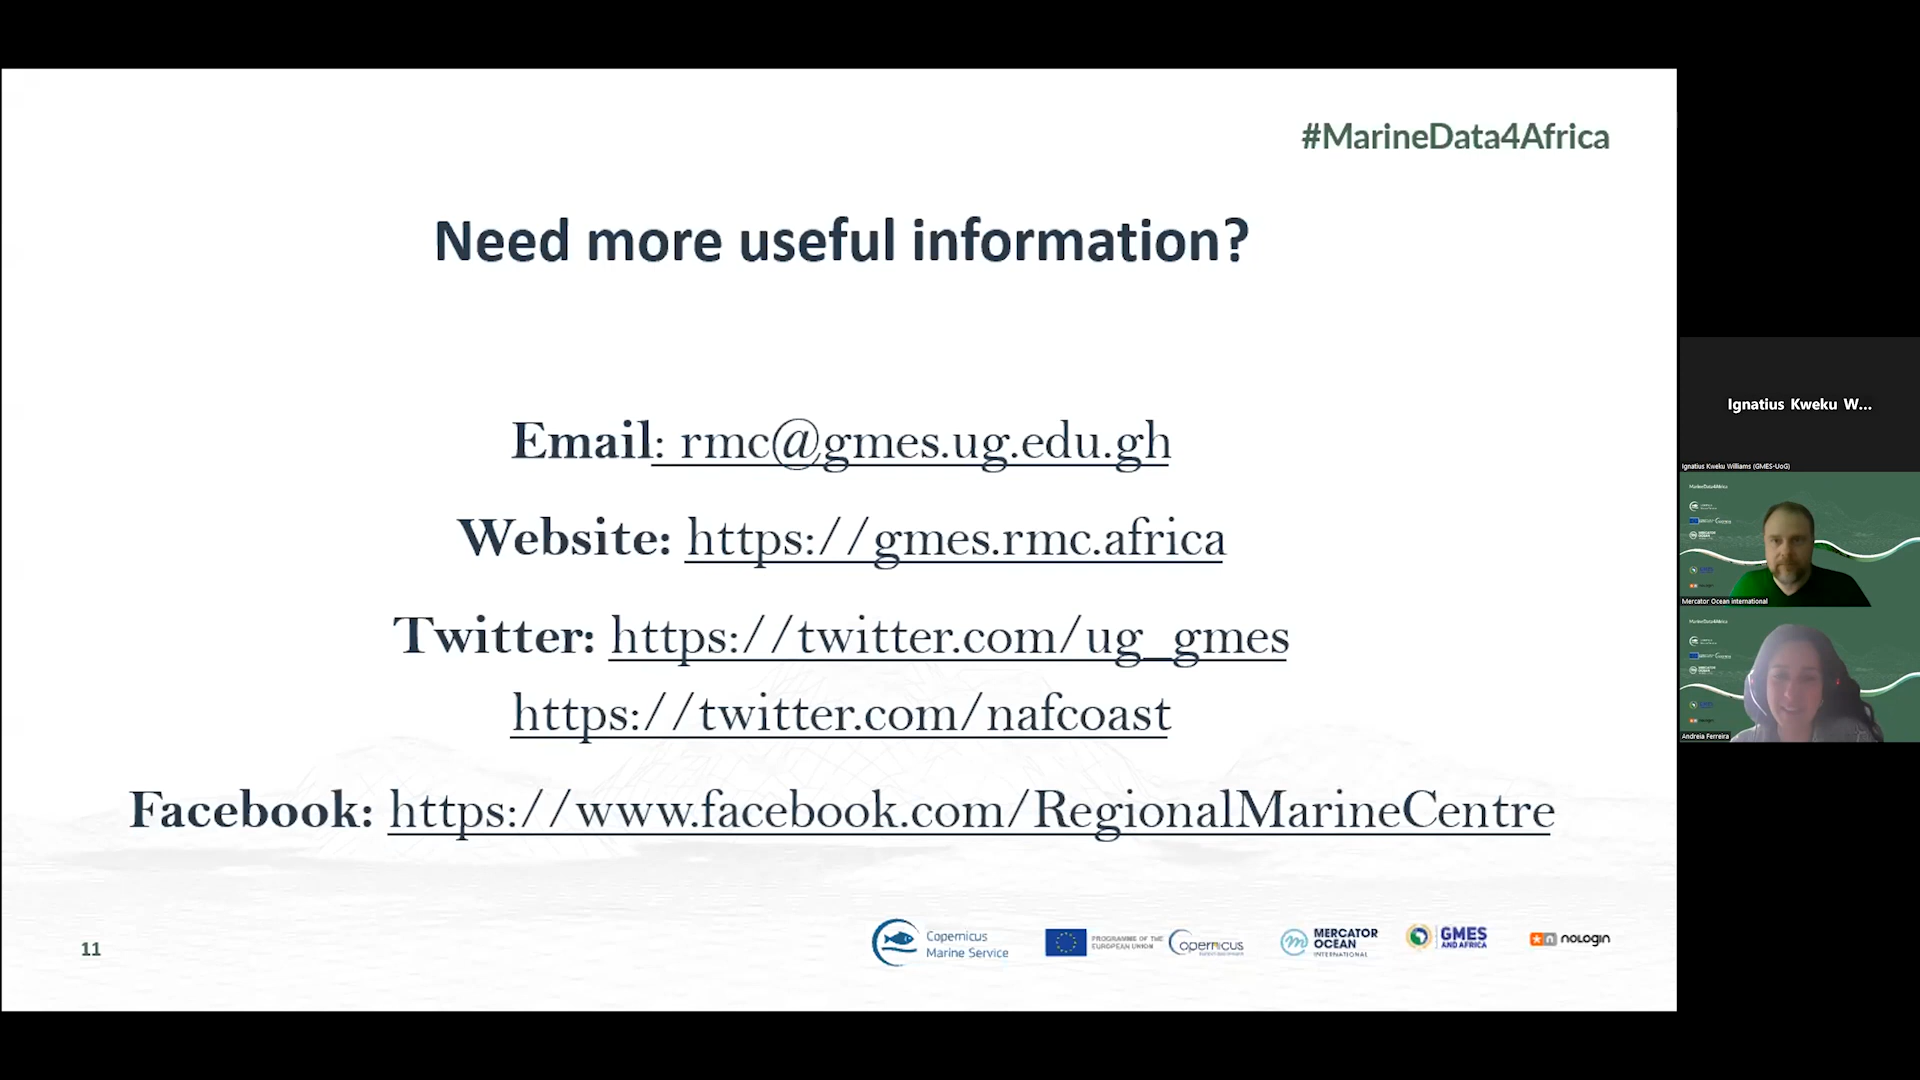 #MarineData4Africa
Need more useful information?
Email: rmc@gmes.ug.edu.gh
Website: https://gmes.rmc.africa
Twitter: https://twitter.com/ug_gmes
https://twitter.com/nafcoast
Facebook: https://www.facebook.com/RegionalMarineCentre
11
Copernicus
Marine Service
PROGRAMME OF THE
EUROPEAN UNION
opernicus
MERCATOR
OCEAN
INTERNATIONAL
GMES
AND AFRICA
nologin
Ignatius Kweku W...
Ignatius Kweku Williams (GMES-UoG)
MarineData4Africa
Mercator Ocean international
MarineData4Africa
Andreia Ferreira